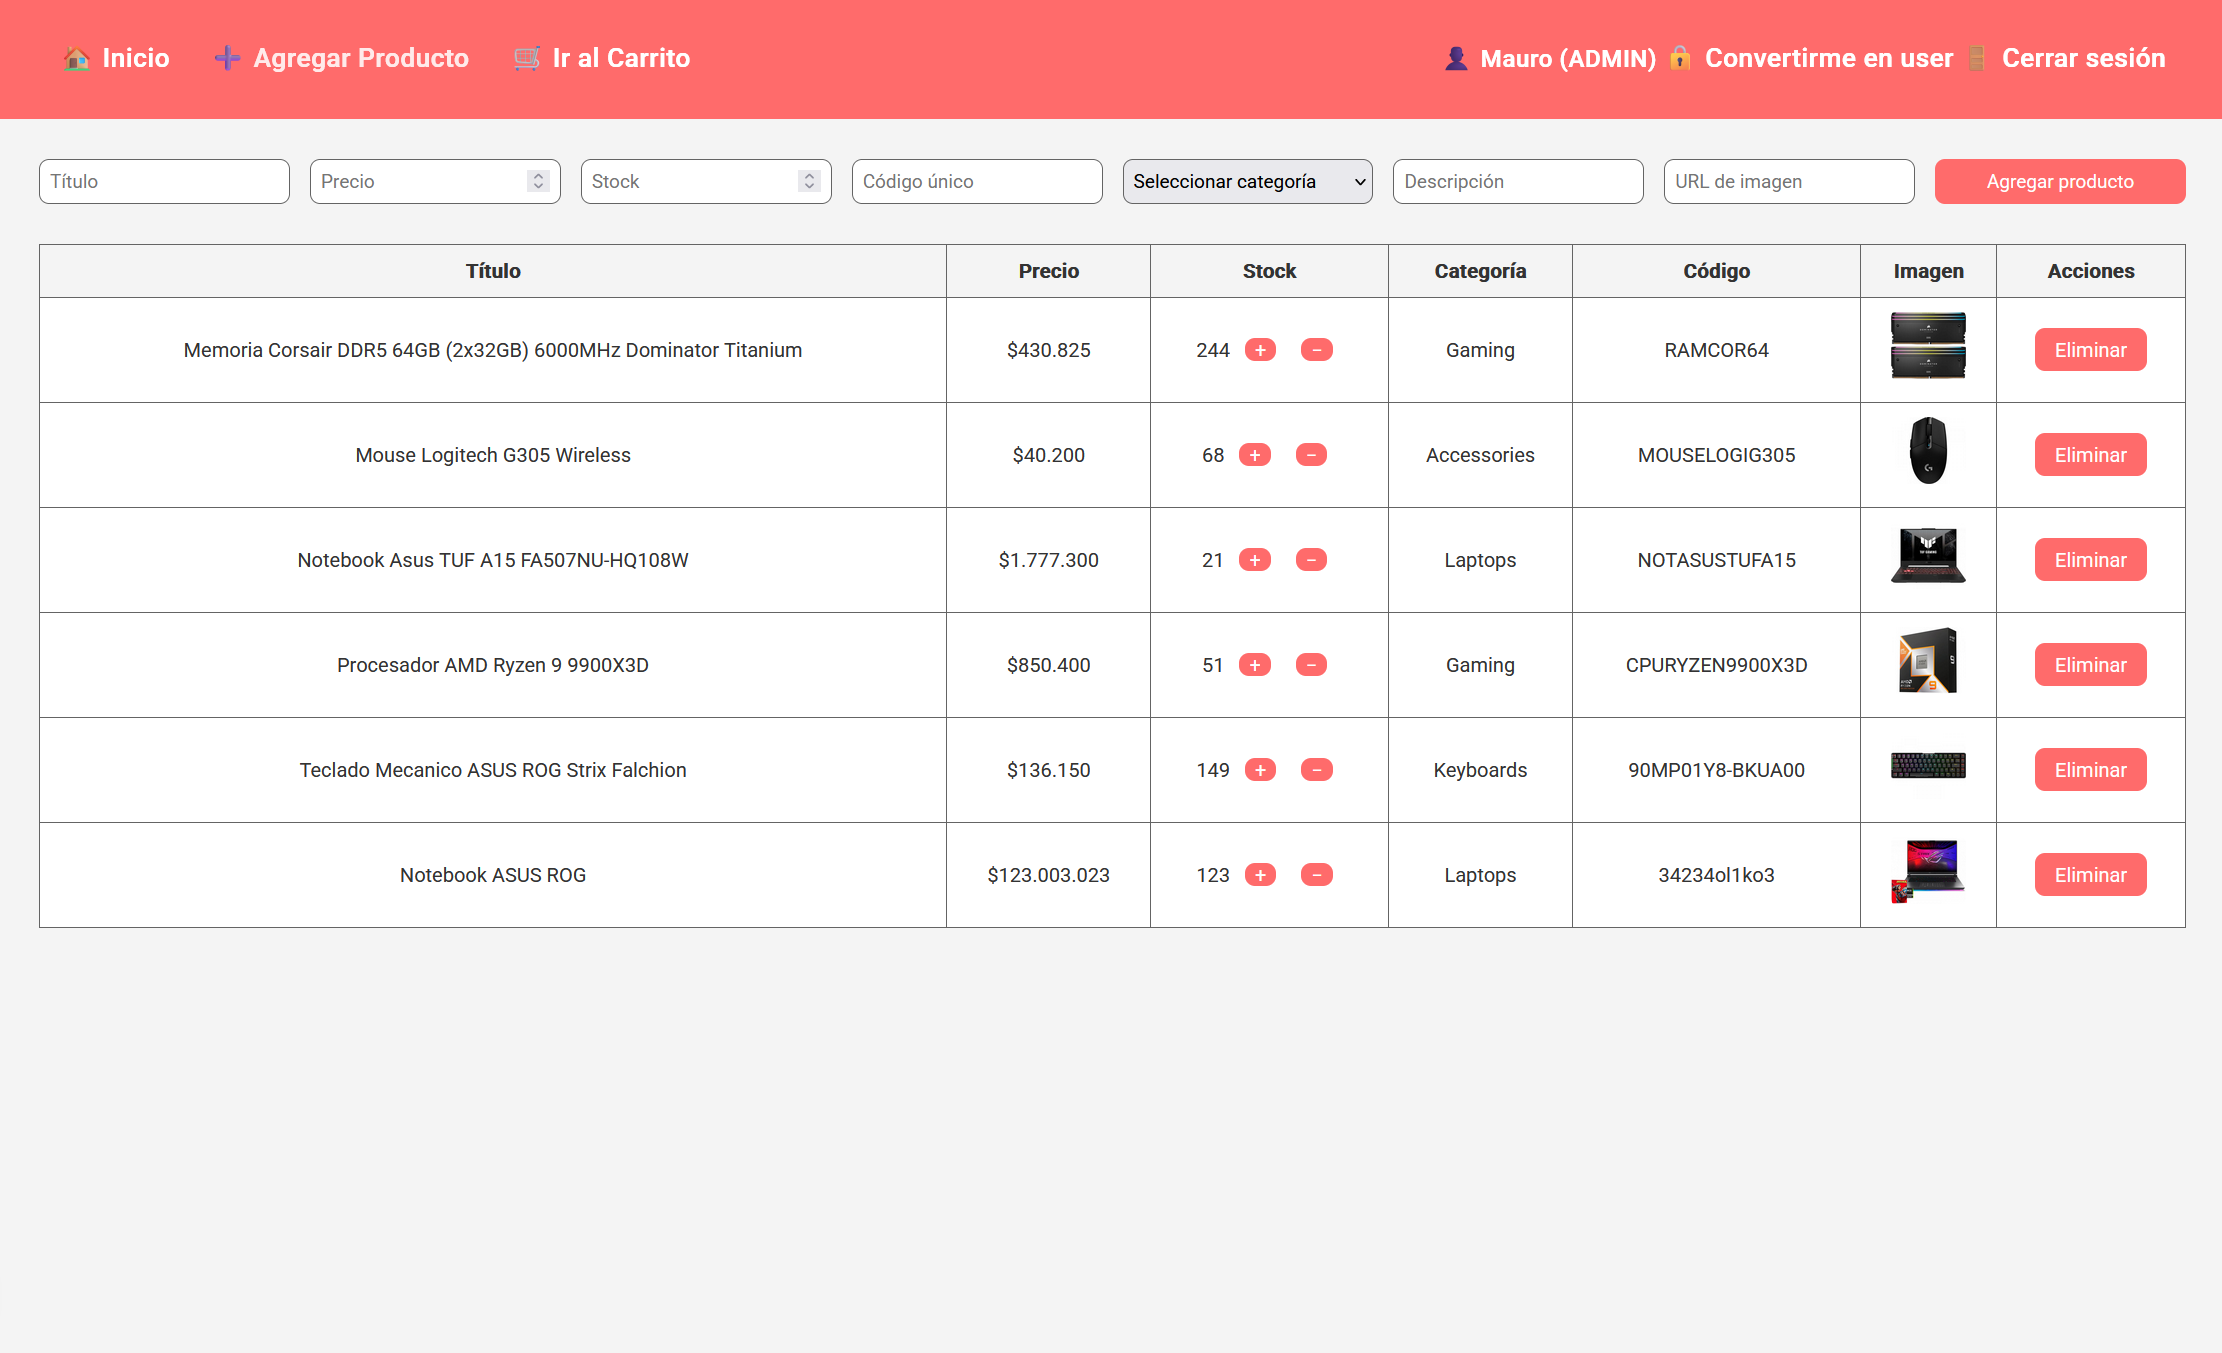 Inicio Agregar Producto Ir al Carrito Mauro (ADMIN) Convertirme en user Cerrar sesión
Título Precio Stock Código único Seleccionar categoría Descripción URL de imagen Agregar producto
Título Precio Stock Categoría Código Imagen Acciones
Memoria Corsair DDR5 64GB (2x32GB) 6000MHz Dominator Titanium $430.825 244 + - Gaming RAMCOR64 Eliminar
Mouse Logitech G305 Wireless $40.200 68 + - Accessories MOUSELOGIG305 Eliminar
Notebook Asus TUF A15 FA507NU-HQ108W $1.777.300 21 + - Laptops NOTASUSTUFA15 Eliminar
Procesador AMD Ryzen 9 9900X3D $850.400 51 + - Gaming CPURYZEN9900X3D Eliminar
Teclado Mecanico ASUS ROG Strix Falchion $136.150 149 + - Keyboards 90MP01Y8-BKUA00 Eliminar
Notebook ASUS ROG $123.003.023 123 + - Laptops 34234ol1ko3 Eliminar